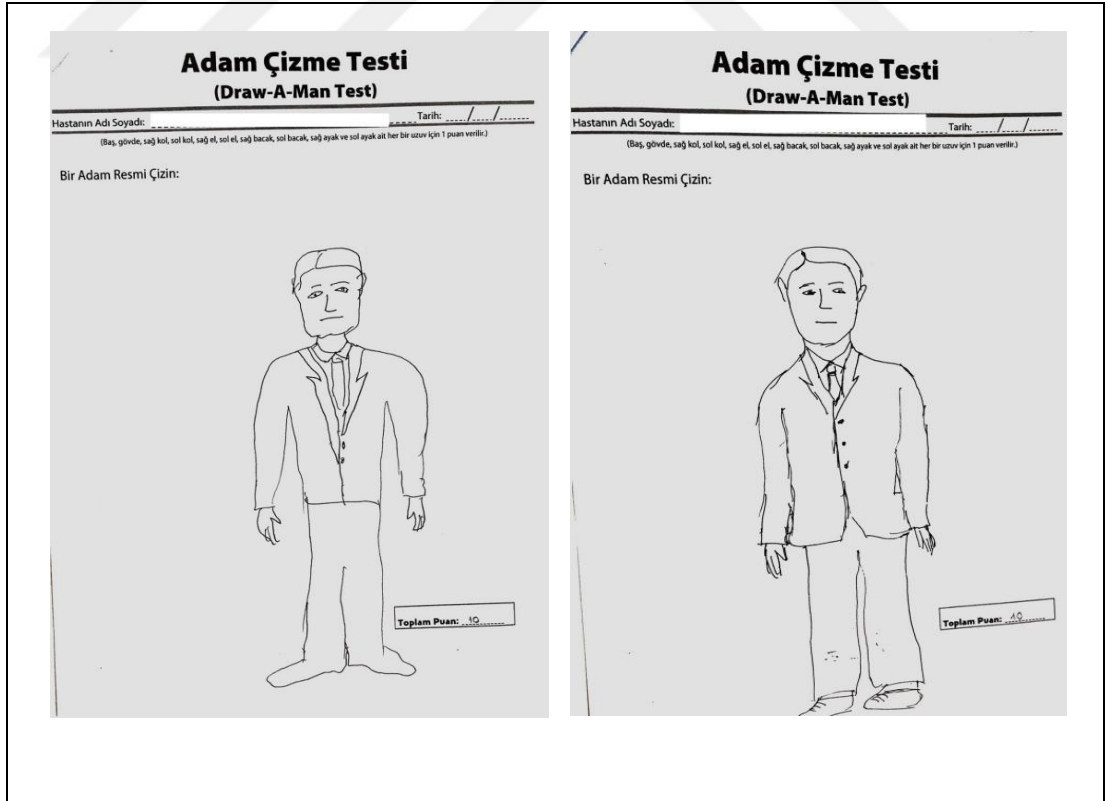 Adam Çizme Testi
(Draw-A-Man Test)
Hastanın Adı Soyadı: Tarih: ....../....../..........
(Baş, gövde, sağ kol, sol kol, sağ el, sol el, sağ bacak, sol bacak, sağ ayak ve sol ayak ait her bir uzuv için 1 puan verilir.)
Bir Adam Resmi Çizin:
Toplam Puan: 10
Adam Çizme Testi
(Draw-A-Man Test)
Hastanın Adı Soyadı: Tarih: ....../....../..........
(Baş, gövde, sağ kol, sol kol, sağ el, sol el, sağ bacak, sol bacak, sağ ayak ve sol ayak ait her bir uzuv için 1 puan verilir.)
Bir Adam Resmi Çizin:
Toplam Puan: 10